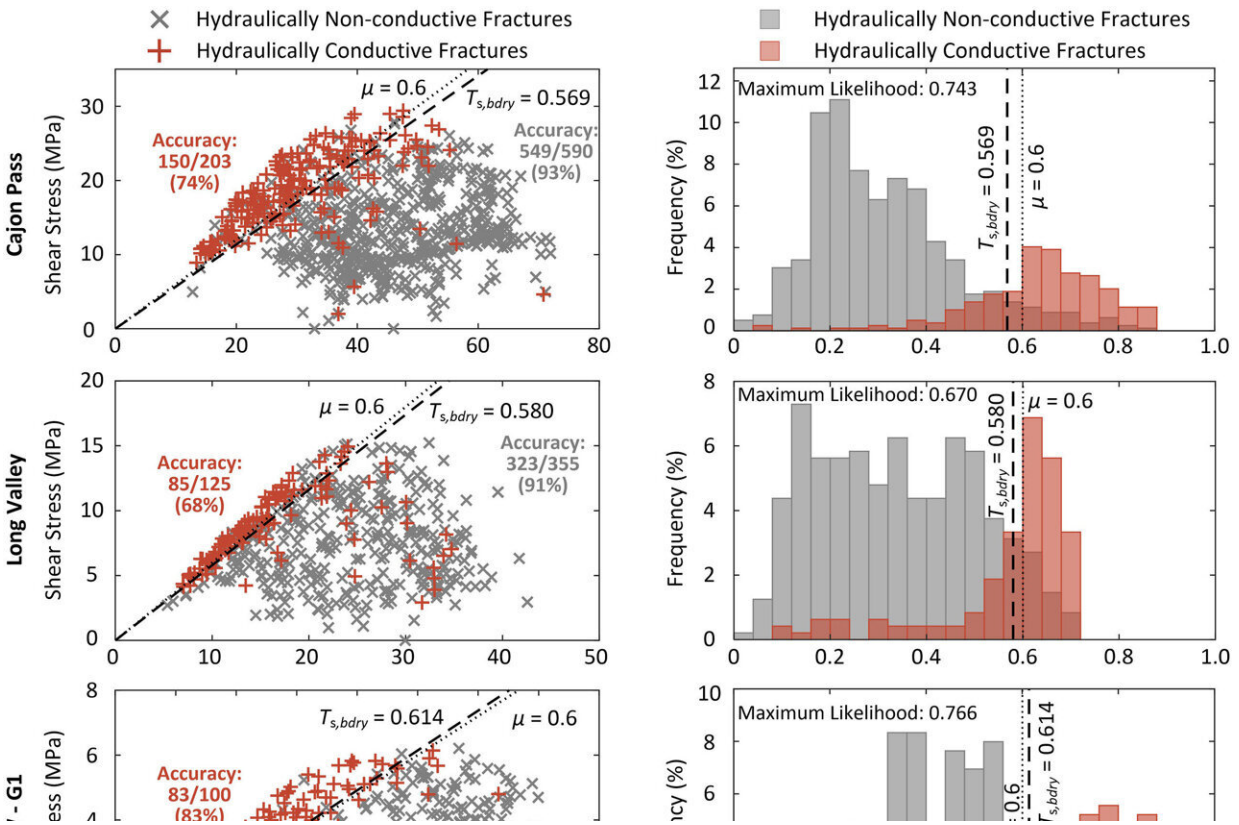 Hydraulically Non-conductive Fractures
Hydraulically Conductive Fractures
Hydraulically Non-conductive Fractures
Hydraulically Conductive Fractures
Cajon Pass
Shear Stress (MPa)
30
20
10
0
μ = 0.6
Ts,bdry = 0.569
Accuracy:
150/203
(74%)
Accuracy:
549/590
(93%)
0 20 40 60 80
Frequency (%)
12
10
8
6
4
2
0
Maximum Likelihood: 0.743
Ts,bdry = 0.569
μ = 0.6
0 0.2 0.4 0.6 0.8 1.0
Long Valley
Shear Stress (MPa)
20
15
10
5
0
μ = 0.6
Ts,bdry = 0.580
Accuracy:
85/125
(68%)
Accuracy:
323/355
(91%)
0 10 20 30 40 50
Frequency (%)
8
6
4
2
0
Maximum Likelihood: 0.670
Ts,bdry = 0.580
μ = 0.6
0 0.2 0.4 0.6 0.8 1.0
- G1
ess (MPa)
8
6
4
Ts,bdry = 0.614
μ = 0.6
Accuracy:
83/100
(83%)
ncy (%)
10
8
6
Maximum Likelihood: 0.766
0.6
Ts,bdry = 0.614